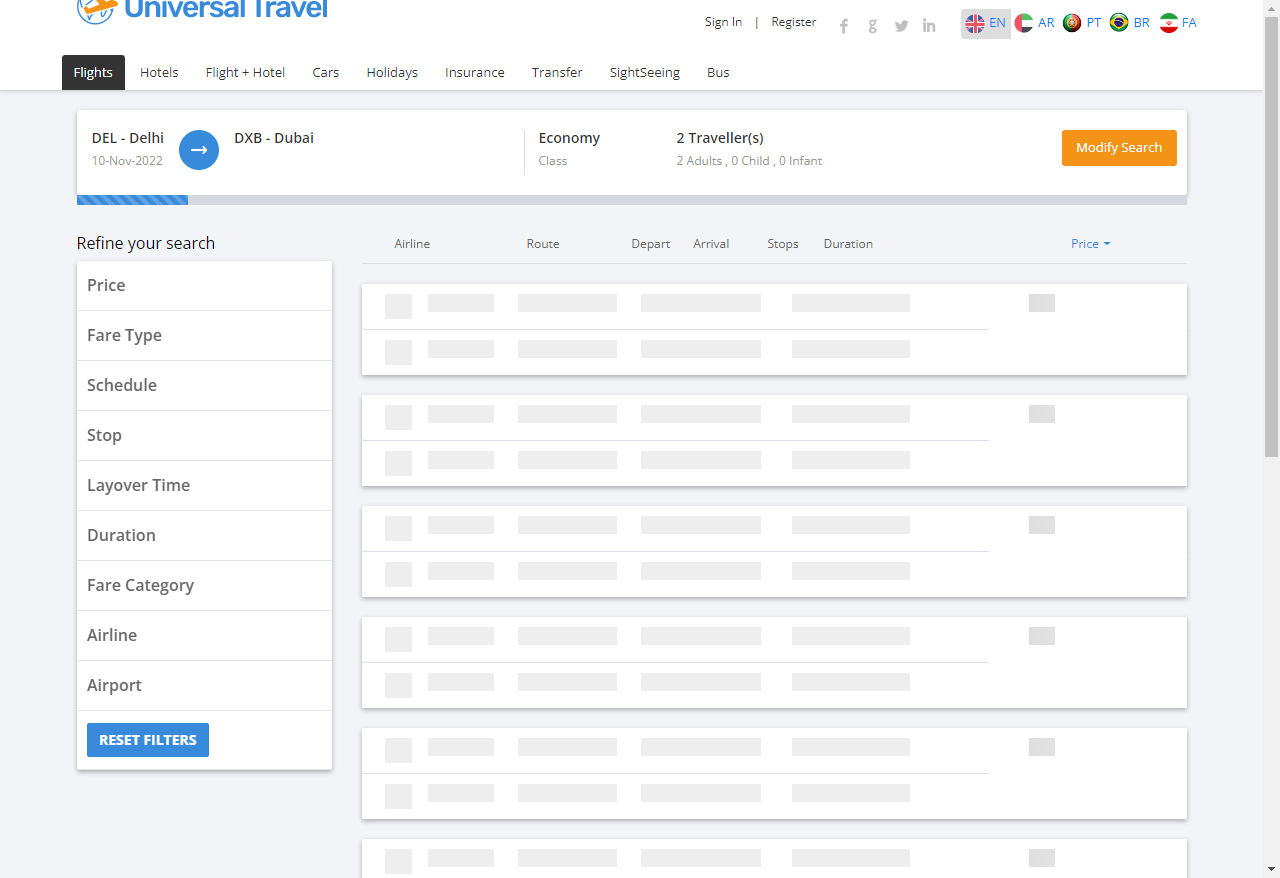 Universal Travel
Sign In | Register
EN AR PT BR FA
Flights Hotels Flight + Hotel Cars Holidays Insurance Transfer SightSeeing Bus
DEL - Delhi → DXB - Dubai Economy 2 Traveller(s) Modify Search
10-Nov-2022 Class 2 Adults , 0 Child , 0 Infant
Refine your search
Airline Route Depart Arrival Stops Duration Price
Price
Fare Type
Schedule
Stop
Layover Time
Duration
Fare Category
Airline
Airport
RESET FILTERS